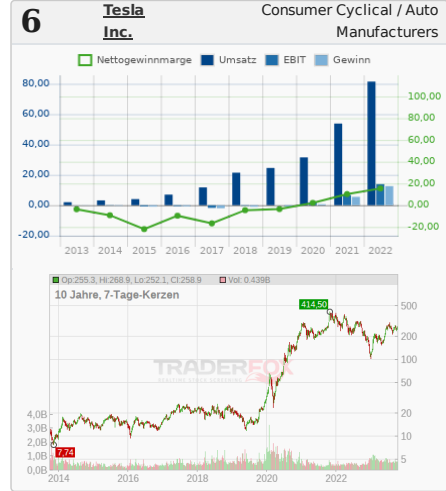 6
Tesla Inc.
Consumer Cyclical / Auto Manufacturers
Nettogewinnmarge Umsatz EBIT Gewinn
80,00
60,00
40,00
20,00
0,00
-20,00
100,00
80,00
60,00
40,00
20,00
0,00
-20,00
2013 2014 2015 2016 2017 2018 2019 2020 2021 2022
Op:255.3, Hi:268.9, Lo:252.1, Cl:258.9 Vol: 0.439B
10 Jahre, 7-Tage-Kerzen
414,50
TRADERFOX
500
200
100
50
20
10
5
4,0B
3,0B
2,0B
1,0B
0,0B
7,74
2014 2016 2018 2020 2022